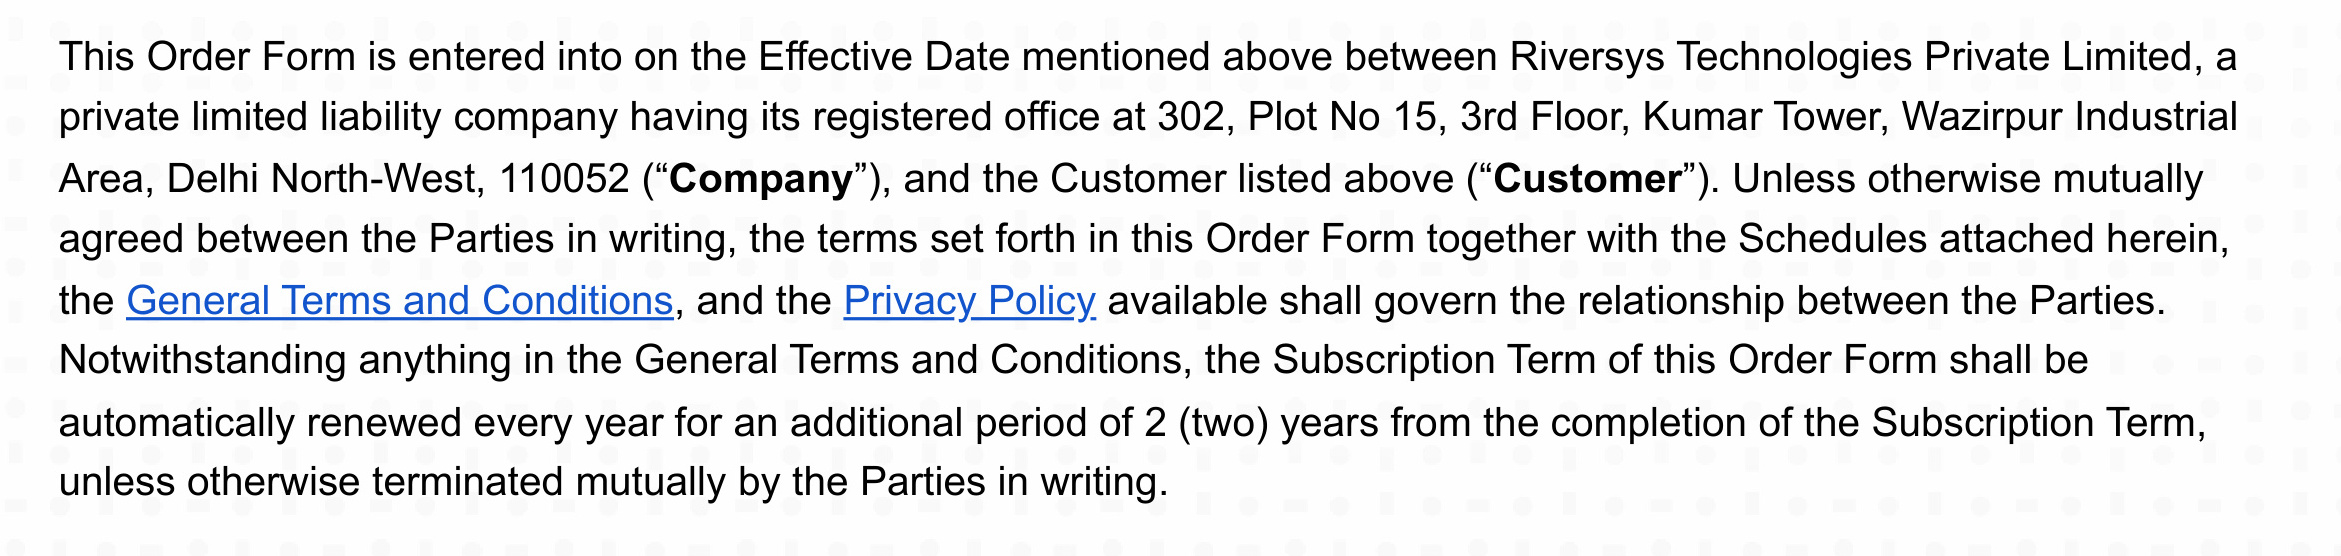 This Order Form is entered into on the Effective Date mentioned above between Riversys Technologies Private Limited, a
private limited liability company having its registered office at 302, Plot No 15, 3rd Floor, Kumar Tower, Wazirpur Industrial
Area, Delhi North-West, 110052 (“Company”), and the Customer listed above (“Customer”). Unless otherwise mutually
agreed between the Parties in writing, the terms set forth in this Order Form together with the Schedules attached herein,
the General Terms and Conditions, and the Privacy Policy available shall govern the relationship between the Parties.
Notwithstanding anything in the General Terms and Conditions, the Subscription Term of this Order Form shall be
automatically renewed every year for an additional period of 2 (two) years from the completion of the Subscription Term,
unless otherwise terminated mutually by the Parties in writing.